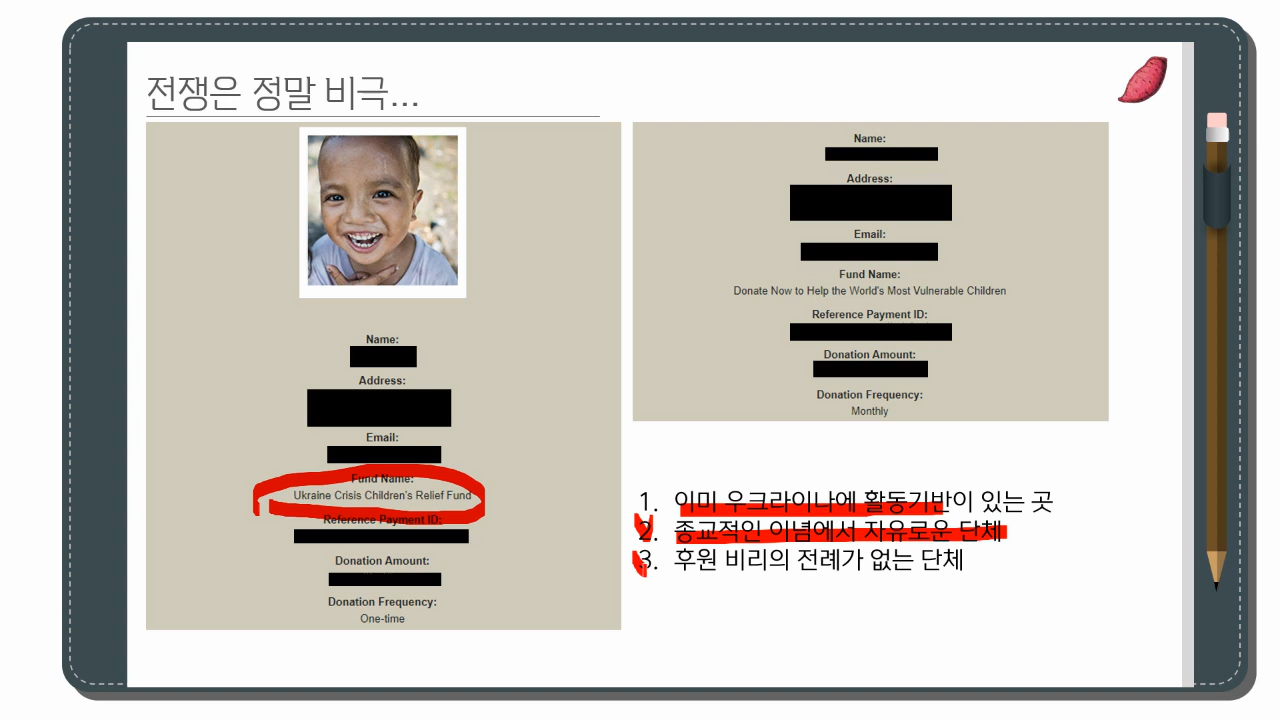 전쟁은 정말 비극...
Name:
Address:
Email:
Fund Name:
Ukraine Crisis Children's Relief Fund
Reference Payment ID:
Donation Amount:
Donation Frequency:
One-time
Name:
Address:
Email:
Fund Name:
Donate Now to Help the World's Most Vulnerable Children
Reference Payment ID:
Donation Amount:
Donation Frequency:
Monthly
1. 이미 우크라이나에 활동기반이 있는 곳
2. 종교적인 이념에서 자유로운 단체
3. 후원 비리의 전례가 없는 단체